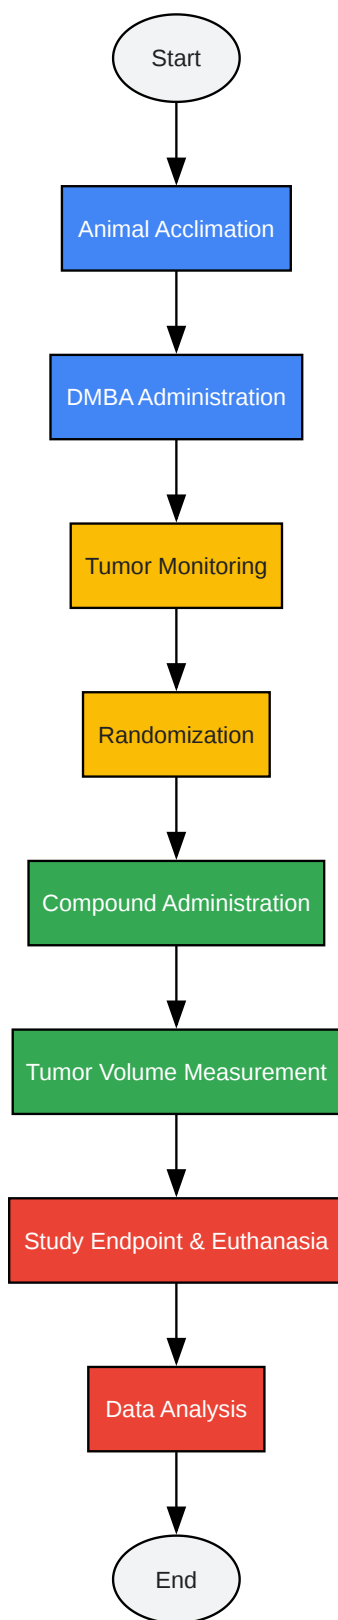 Start
Animal Acclimation
DMBA Administration
Tumor Monitoring
Randomization
Compound Administration
Tumor Volume Measurement
Study Endpoint & Euthanasia
Data Analysis
End